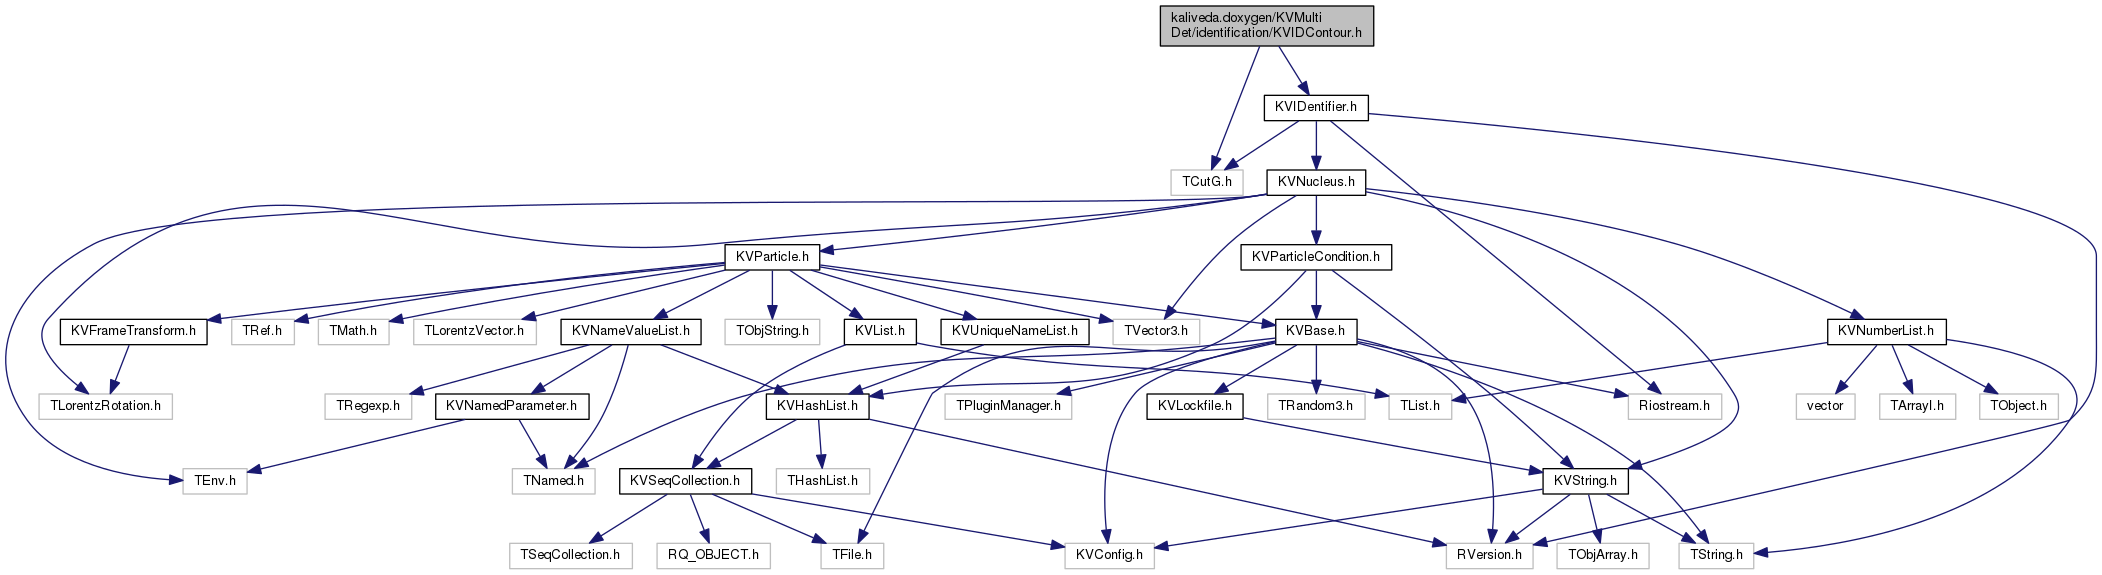 kaliveda.doxygen/KVMulti
Det/identification/KVIDContour.h
KVIDentifier.h
TCutG.h
KVNucleus.h
KVParticle.h
KVParticleCondition.h
KVFrameTransform.h
TRef.h
TMath.h
TLorentzVector.h
KVNameValueList.h
TObjString.h
KVList.h
KVUniqueNameList.h
TVector3.h
KVBase.h
KVNumberList.h
TLorentzRotation.h
TRegexp.h
KVNamedParameter.h
KVHashList.h
TPluginManager.h
KVLockfile.h
TRandom3.h
TList.h
Riostream.h
vector
TArrayI.h
TObject.h
TEnv.h
TNamed.h
KVSeqCollection.h
THashList.h
KVString.h
TSeqCollection.h
RQ_OBJECT.h
TFile.h
KVConfig.h
RVersion.h
TObjArray.h
TString.h